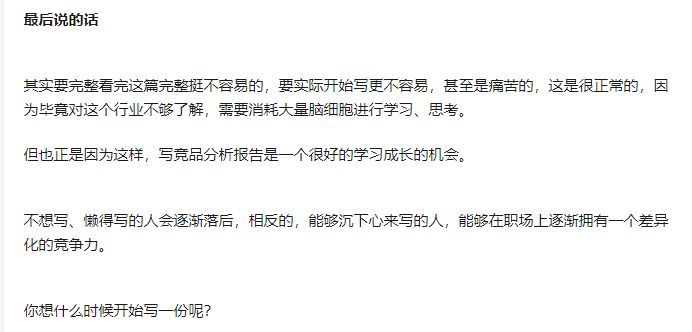 最后说的话
其实要完整看完这篇完整挺不容易的，要实际开始写更不容易，甚至是痛苦的，这是很正常的，因
为毕竟对这个行业不够了解，需要消耗大量脑细胞进行学习、思考。
但也正是因为这样，写竞品分析报告是一个很好的学习成长的机会。
不想写、懒得写的人会逐渐落后，相反的，能够沉下心来写的人，能够在职场上逐渐拥有一个差异
化的竞争力。
你想什么时候开始写一份呢？